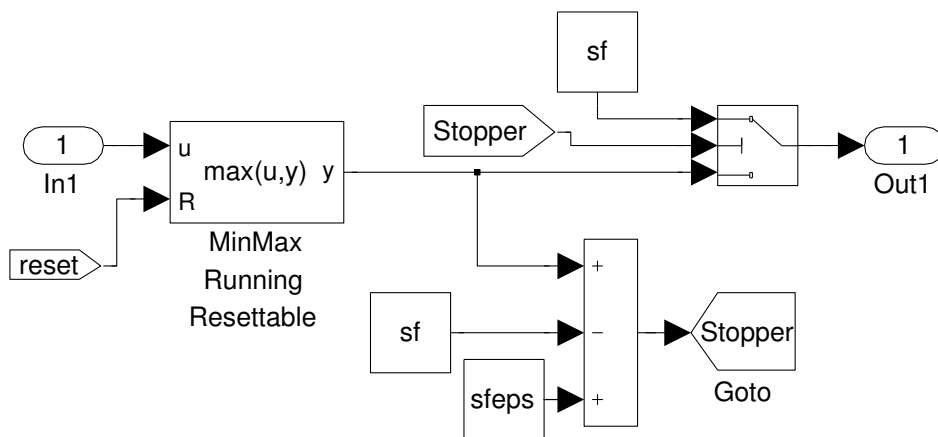 sf
Stopper
1
In1
u
R
max(u,y)
y
1
Out1
reset
MinMax
Running
Resettable
+
sf
−
Stopper
sfeps
+
Goto